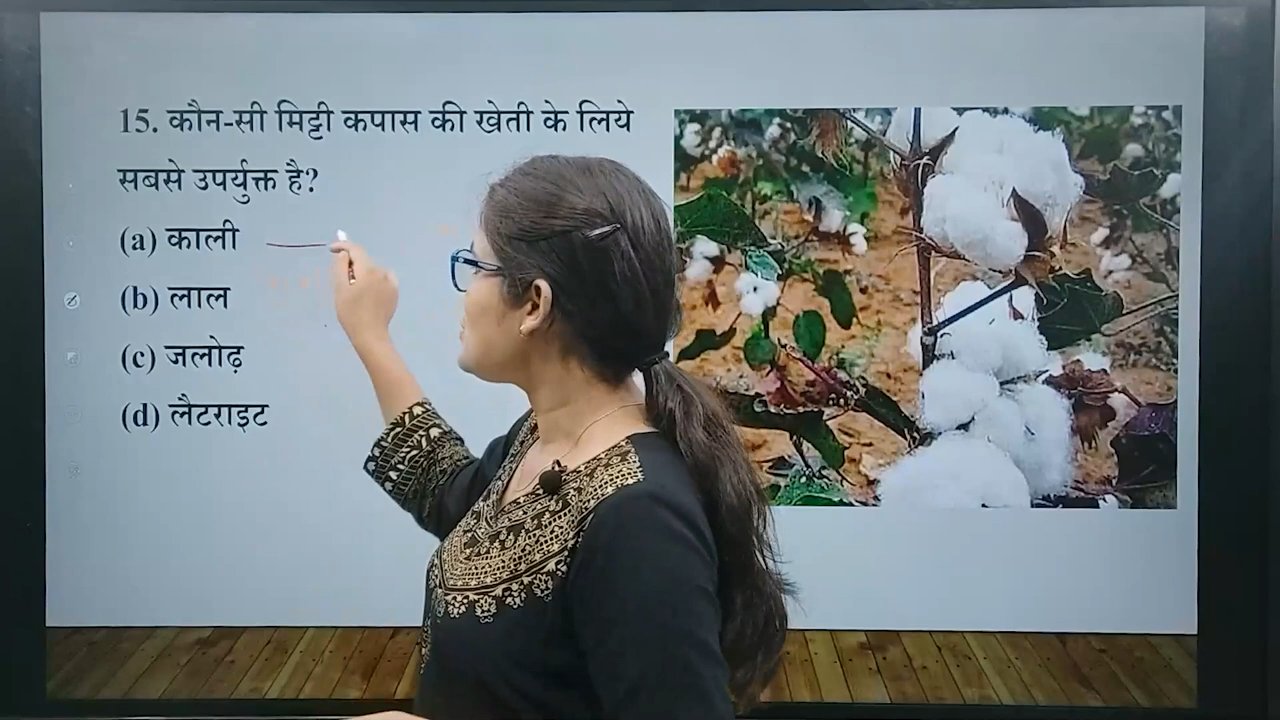 15. कौन-सी मिट्टी कपास की खेती के लिये
सबसे उपर्युक्त है?
(a) काली
(b) लाल
(c) जलोढ़
(d) लैटराइट